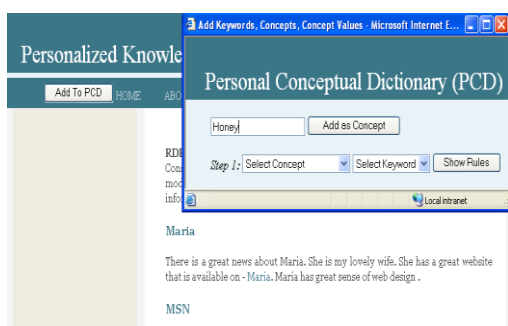 Add Keywords, Concepts, Concept Values - Microsoft Internet E...
Personalized Knowle
Personal Conceptual Dictionary (PCD)
Add To PCD
HOME
ABO
Honey
Add as Concept
Step 1: Select Concept Select Keyword Show Rules
RDF
Con
mod
info
Local intranet
Maria
There is a great news about Maria. She is my lovely wife. She has a great website
that is available on - Maria. Maria has great sense of web design .
MSN